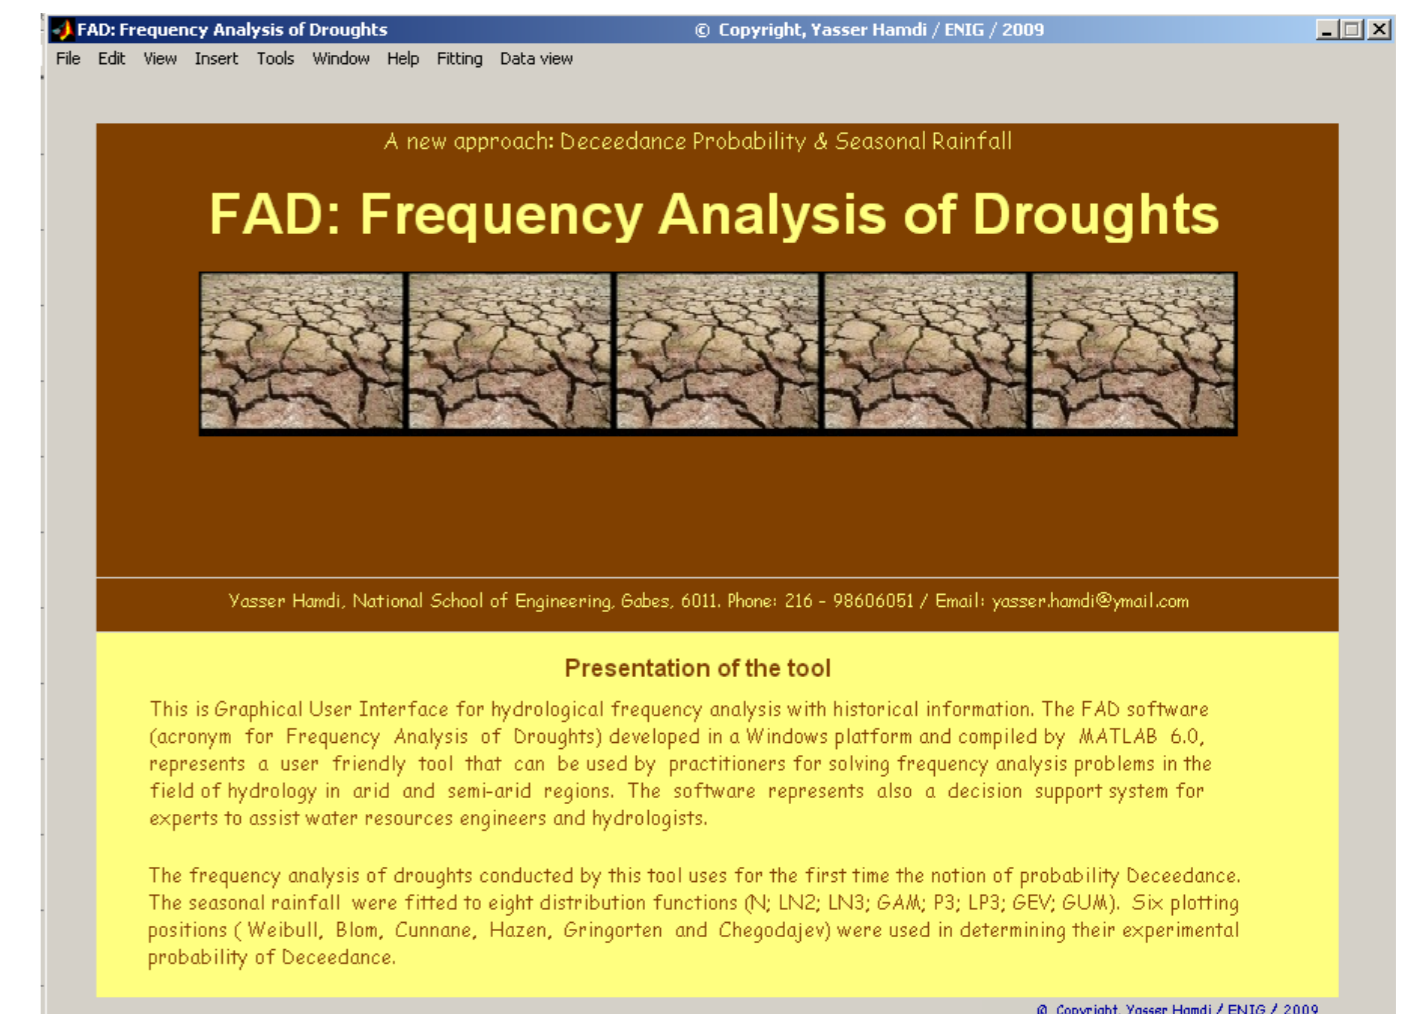 FAD: Frequency Analysis of Droughts © Copyright, Yasser Hamdi / ENIG / 2009
File Edit View Insert Tools Window Help Fitting Data view
A new approach: Deceedance Probability & Seasonal Rainfall
FAD: Frequency Analysis of Droughts
Yasser Hamdi, National School of Engineering, Gabes, 6011. Phone: 216 - 98606051 / Email: yasser.hamdi@ymail.com
Presentation of the tool
This is Graphical User Interface for hydrological frequency analysis with historical information. The FAD software
(acronym for Frequency Analysis of Droughts) developed in a Windows platform and compiled by MATLAB 6.0,
represents a user friendly tool that can be used by practitioners for solving frequency analysis problems in the
field of hydrology in arid and semi-arid regions. The software represents also a decision support system for
experts to assist water resources engineers and hydrologists.
The frequency analysis of droughts conducted by this tool uses for the first time the notion of probability Deceedance.
The seasonal rainfall were fitted to eight distribution functions (N; LN2; LN3; GAM; P3; LP3; GEV; GUM). Six plotting
positions ( Weibull, Blom, Cunnane, Hazen, Gringorten and Chegodajev) were used in determining their experimental
probability of Deceedance.
@ Copyright, Yasser Hamdi / ENIG / 2009